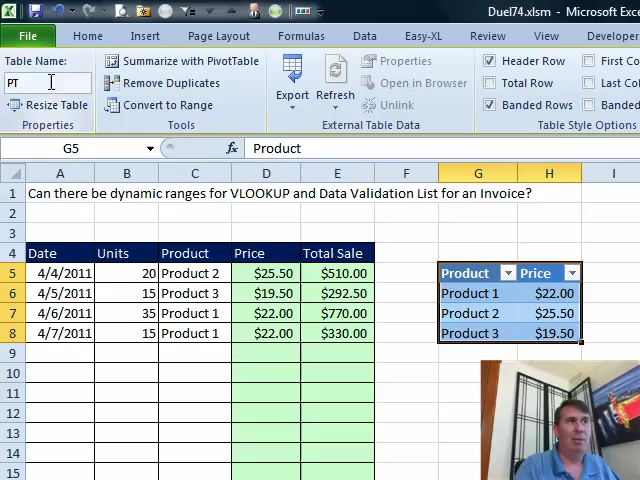 Duel74.xlsm - Microsoft Exce
File Home Insert Page Layout Formulas Data Easy-XL Review View Developer
Table Name: Summarize with PivotTable Properties Header Row First Co
PT Remove Duplicates Export Refresh Open in Browser Total Row Last Col
Resize Table Convert to Range Unlink Banded Rows Banded
Properties Tools External Table Data Table Style Options
G5 fx Product
A B C D E F G H I
1 Can there be dynamic ranges for VLOOKUP and Data Validation List for an Invoice?
2
3
4 Date Units Product Price Total Sale
5 4/4/2011 20 Product 2 $25.50 $510.00 Product Price
6 4/5/2011 15 Product 3 $19.50 $292.50 Product 1 $22.00
7 4/6/2011 35 Product 1 $22.00 $770.00 Product 2 $25.50
8 4/7/2011 15 Product 1 $22.00 $330.00 Product 3 $19.50
9
10
11
12
13
14
15